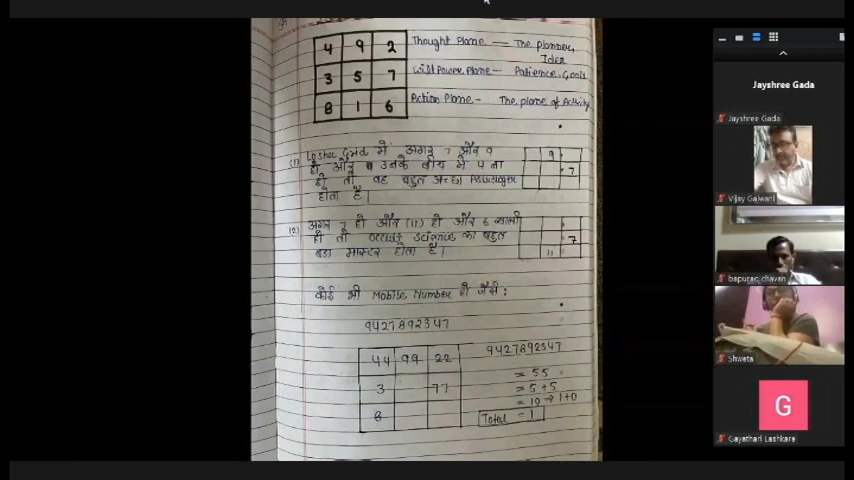 4 9 2 Thought Plane — The planner, Idea
3 5 7 Will Power Plane — Patience, Goals
8 1 6 Action Plane - The plane of Activity
(1) Loshu Grid में अगर 7 और 9
हो और उनके बीच में 4 ना
हो तो वह बहुत अच्छा Astrologer
होता है।
9
7
(2) अगर 7 हो और (11) हो और 6 खाली
हो तो occult science का बहुत
बडा मास्टर होता है।
7
11
कोई भी Mobile Number हो जैसे:
9427892347
44 99 22
3 77
8
9427892347
= 55
= 5+5
= 10 → 1+0
Total = 1
Jayshree Gada
Jayshree Gada
Vijay Gajwani
bapurao chavan
Shweta
G
Gayathari Lashkare